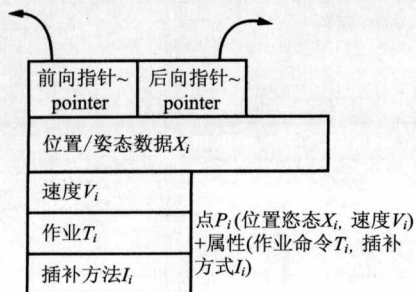 前向指针~
pointer
后向指针~
pointer
位置/姿态数据Xi
速度Vi
作业Ti
插补方法Ii
点Pi(位置姿态Xi, 速度Vi)
+属性(作业命令Ti, 插补
方式Ii)